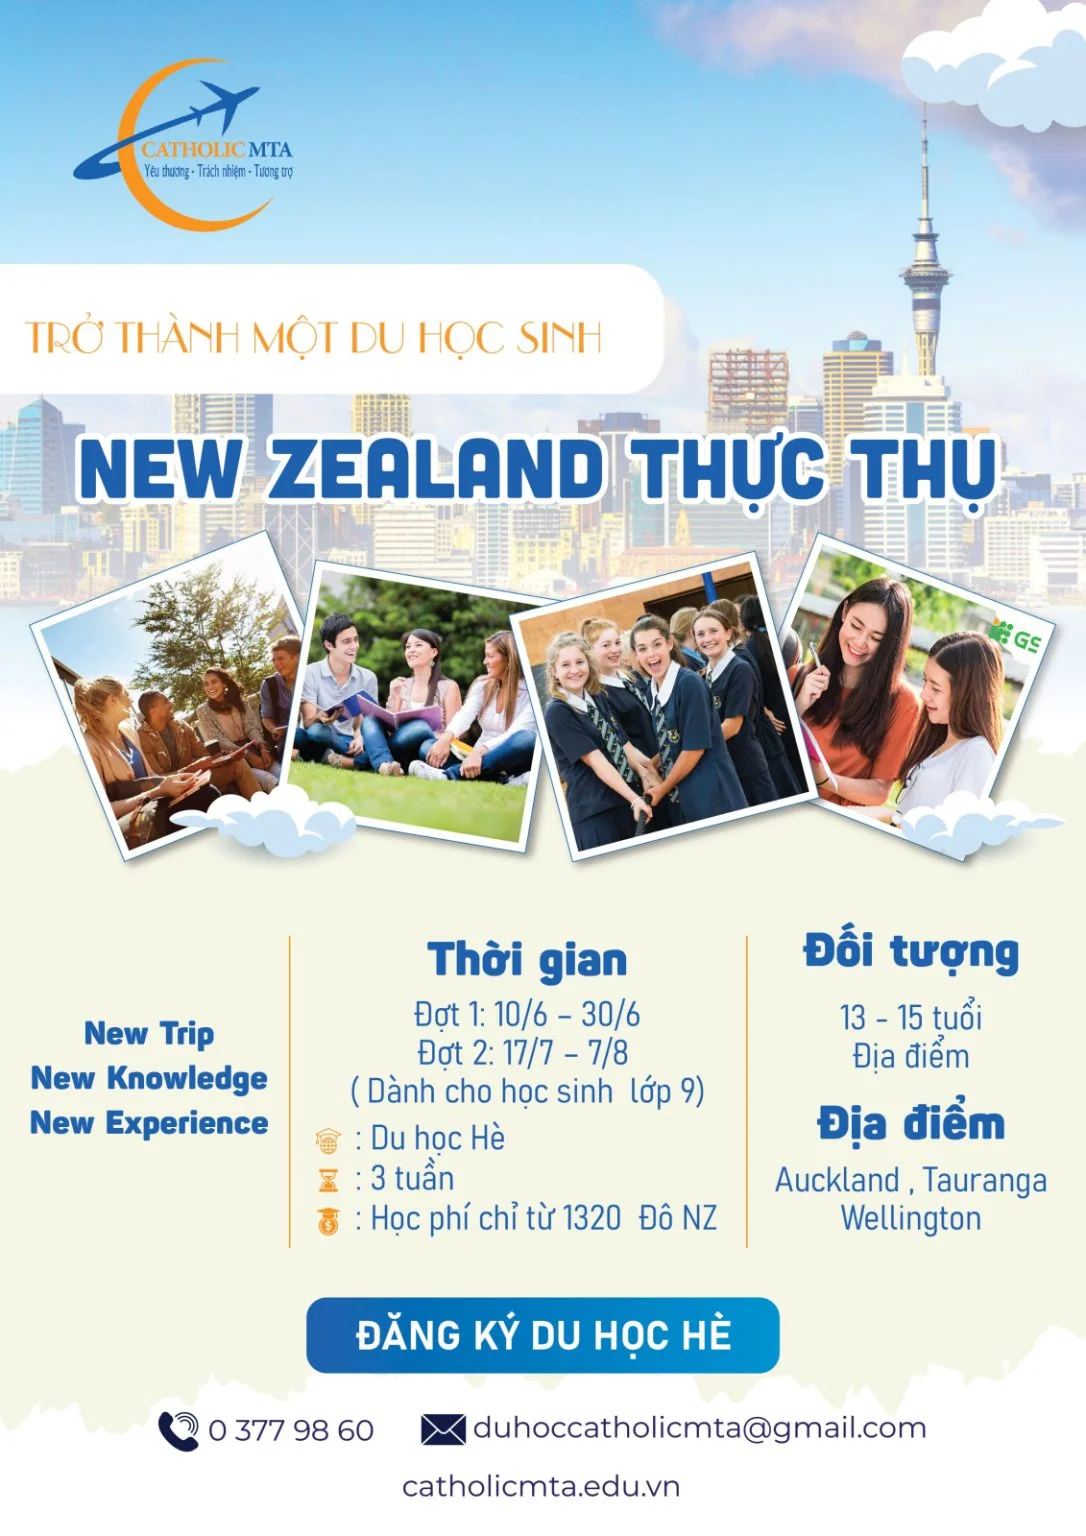 CATHOLIC MTA
Yêu thương - Trách nhiệm - Tương trợ
TRỞ THÀNH MỘT DU HỌC SINH
NEW ZEALAND THỰC THỤ
GS
New Trip
New Knowledge
New Experience
Thời gian
Đợt 1: 10/6 – 30/6
Đợt 2: 17/7 – 7/8
( Dành cho học sinh lớp 9)
: Du học Hè
: 3 tuần
: Học phí chỉ từ 1320 Đô NZ
Đối tượng
13 - 15 tuổi
Địa điểm
Địa điểm
Auckland , Tauranga
Wellington
ĐĂNG KÝ DU HỌC HÈ
0 377 98 60
duhoccatholicmta@gmail.com
catholicmta.edu.vn